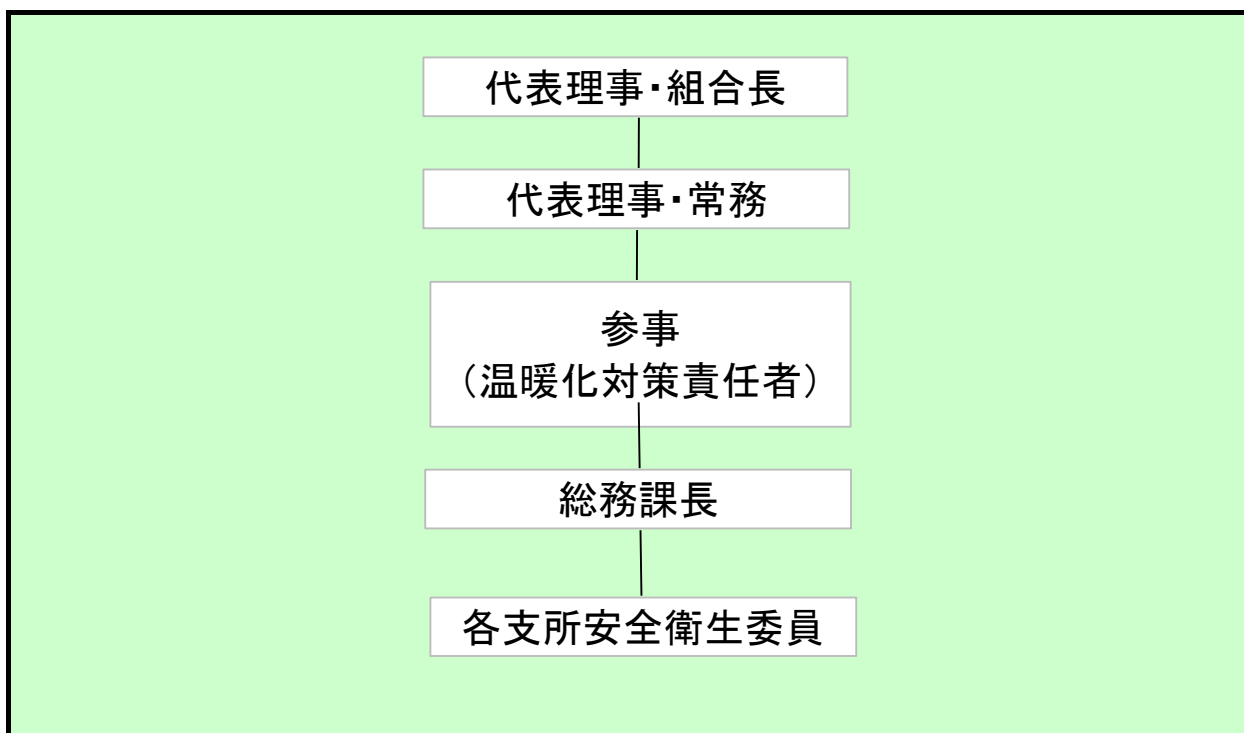 代表理事・組合長
代表理事・常務
参事
（温暖化対策責任者）
総務課長
各支所安全衛生委員